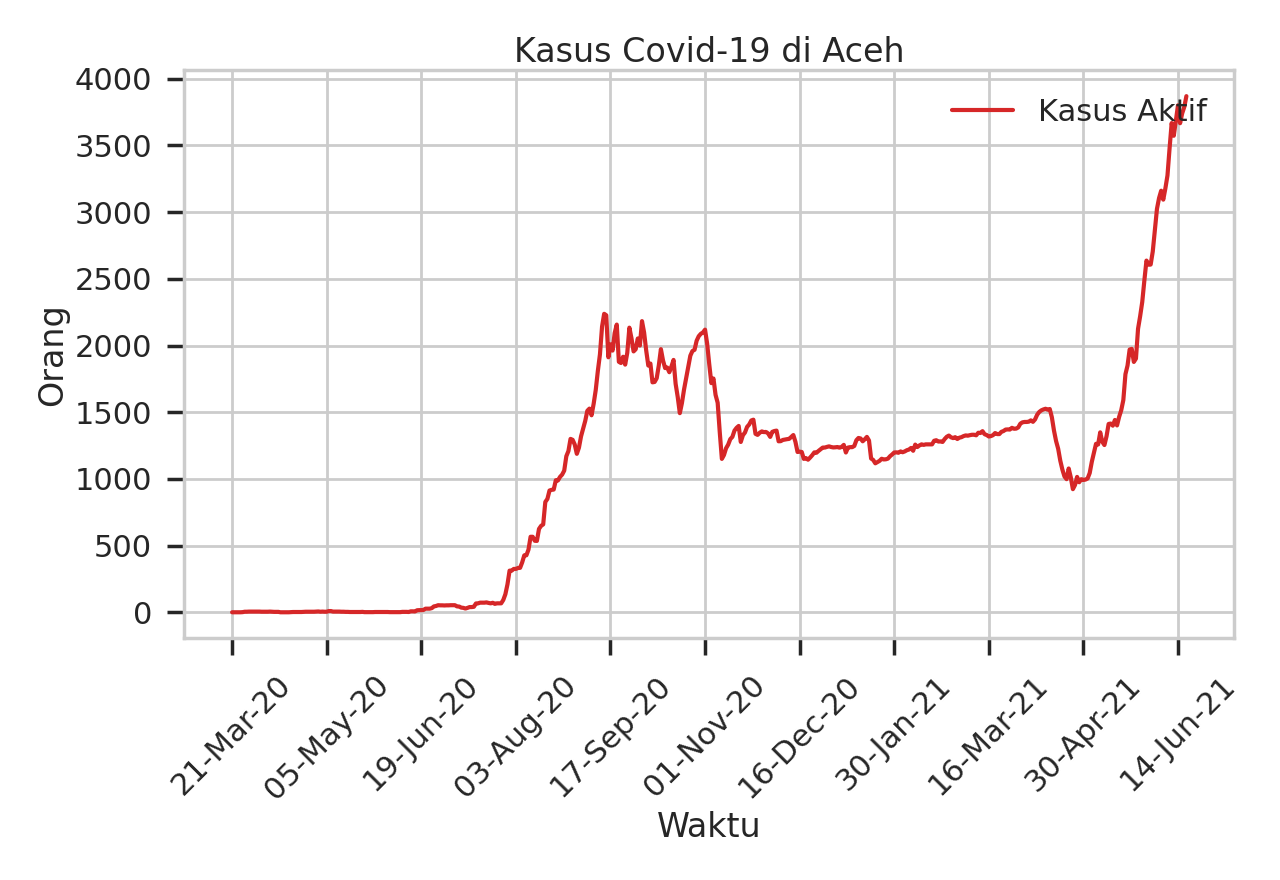 Kasus Covid-19 di Aceh
Kasus Aktif
4000
3500
3000
2500
2000
1500
1000
500
0
Orang
21-Mar-20
05-May-20
19-Jun-20
03-Aug-20
17-Sep-20
01-Nov-20
16-Dec-20
30-Jan-21
16-Mar-21
30-Apr-21
14-Jun-21
Waktu